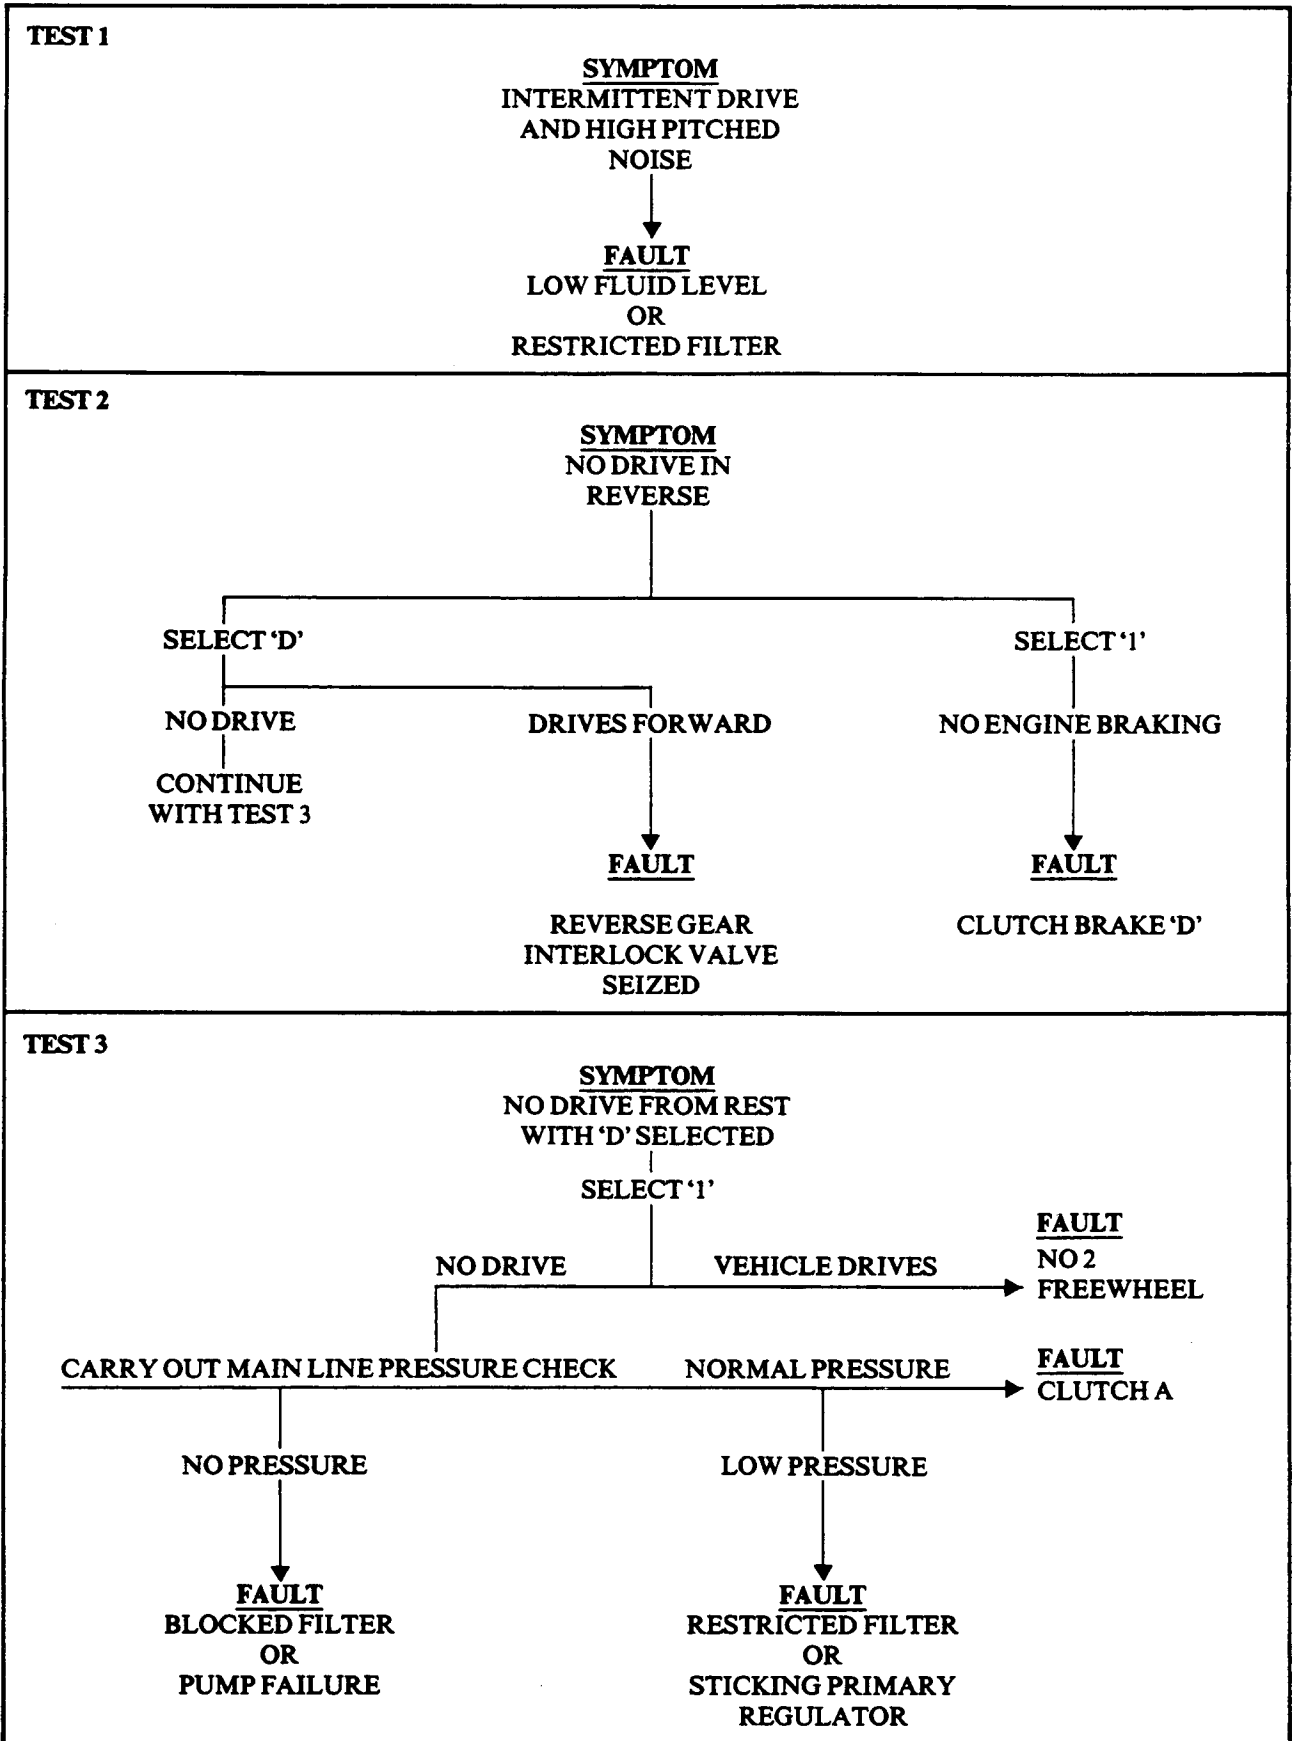 TEST 1
SYMPTOM
INTERMITTENT DRIVE
AND HIGH PITCHED
NOISE
FAULT
LOW FLUID LEVEL
OR
RESTRICTED FILTER
TEST 2
SYMPTOM
NO DRIVE IN
REVERSE
SELECT ‘D’
SELECT ‘1’
NO DRIVE
DRIVES FORWARD
NO ENGINE BRAKING
CONTINUE
WITH TEST 3
FAULT
FAULT
REVERSE GEAR
INTERLOCK VALVE
SEIZED
CLUTCH BRAKE ‘D’
TEST 3
SYMPTOM
NO DRIVE FROM REST
WITH ‘D’ SELECTED
SELECT ‘1’
NO DRIVE
VEHICLE DRIVES
FAULT
NO 2
FREEWHEEL
CARRY OUT MAIN LINE PRESSURE CHECK
NORMAL PRESSURE
FAULT
CLUTCH A
NO PRESSURE
LOW PRESSURE
FAULT
BLOCKED FILTER
OR
PUMP FAILURE
FAULT
RESTRICTED FILTER
OR
STICKING PRIMARY
REGULATOR